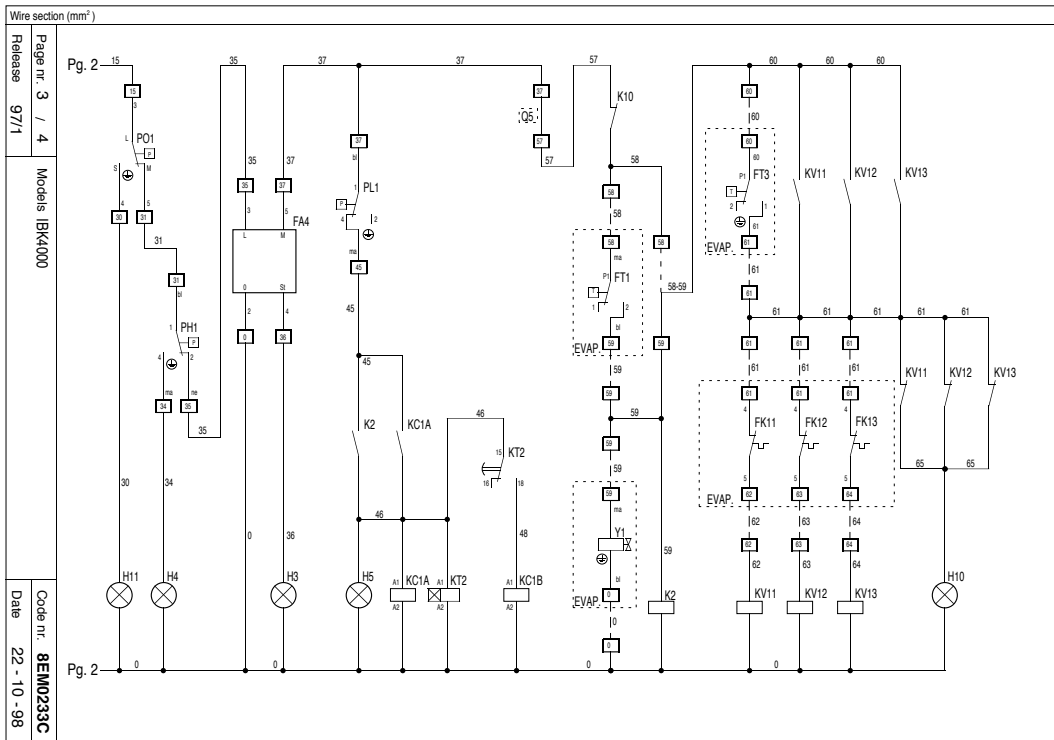 Wire section (mm²)
Page nr. 3 / 4
Release 97/1
Models IBK4000
Code nr. 8EM0233C
Date 22 - 10 - 98
Pg. 2
15
35
37
37
57
60
60
60
15
3
L
PO1
P
S
M
4
5
30
31
31
31
bl
1
PH1
P
4
2
ma
ne
34
35
35
30
34
H11
H4
35
37
35
37
3
5
FA4
L
M
0
St
2
4
0
36
0
36
H3
37
bl
1
PL1
P
4
2
ma
45
45
45
K2
KC1A
46
46
15
KT2
16
18
48
H5
A1
KC1A
A2
A1
KT2
A2
A1
KC1B
A2
37
Q5
57
57
K10
58
58
58
58
ma
P1
FT1
T
1
2
bl
EVAP.
59
59
59
59
59
59
59
ma
Y1
bl
EVAP.
0
0
0
58
58-59
59
59
K2
60
60
60
60
P1
FT3
T
2
1
61
EVAP.
61
61
61
KV11
KV12
KV13
61
61
61
61
61
61
61
61
61
61
61
61
61
61
4
4
4
FK11
FK12
FK13
5
5
5
EVAP.
62
63
64
62
63
64
62
63
64
62
63
64
KV11
KV12
KV13
KV11
KV12
KV13
65
65
H10
Pg. 2
0
0
0
0